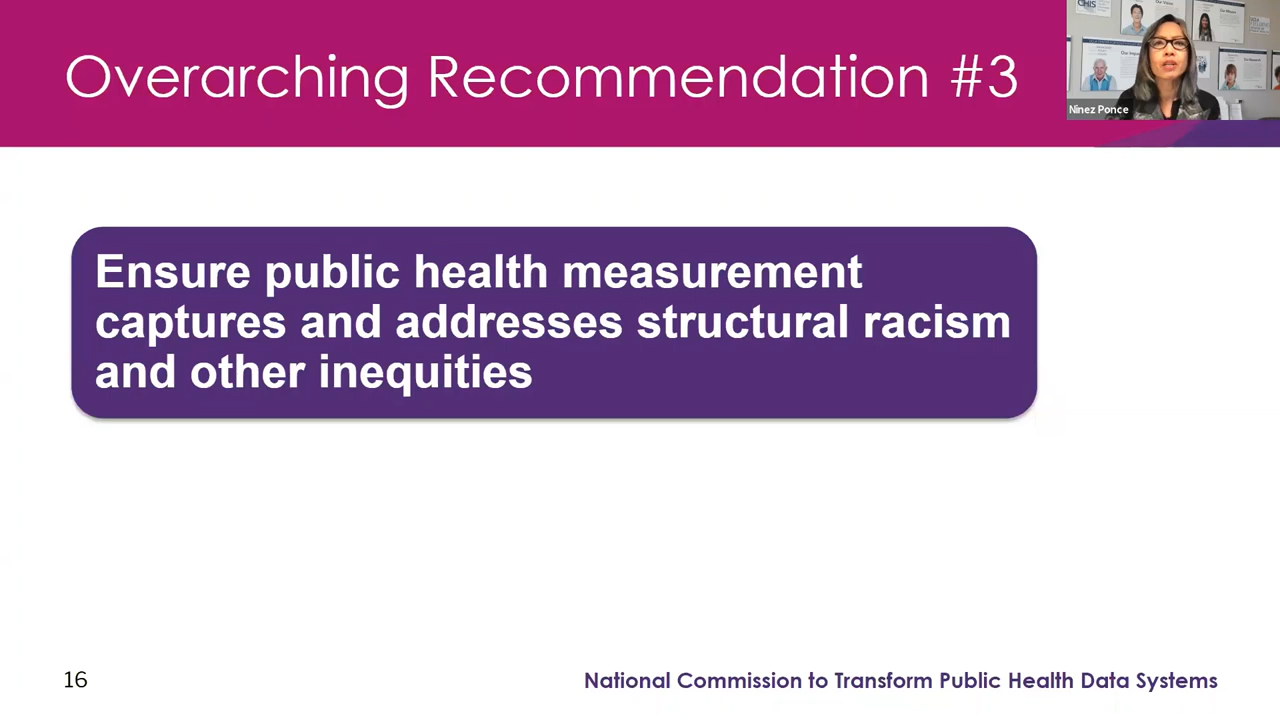 Overarching Recommendation #3
CHIS
Ninez Ponce
Ensure public health measurement
captures and addresses structural racism
and other inequities
16
National Commission to Transform Public Health Data Systems